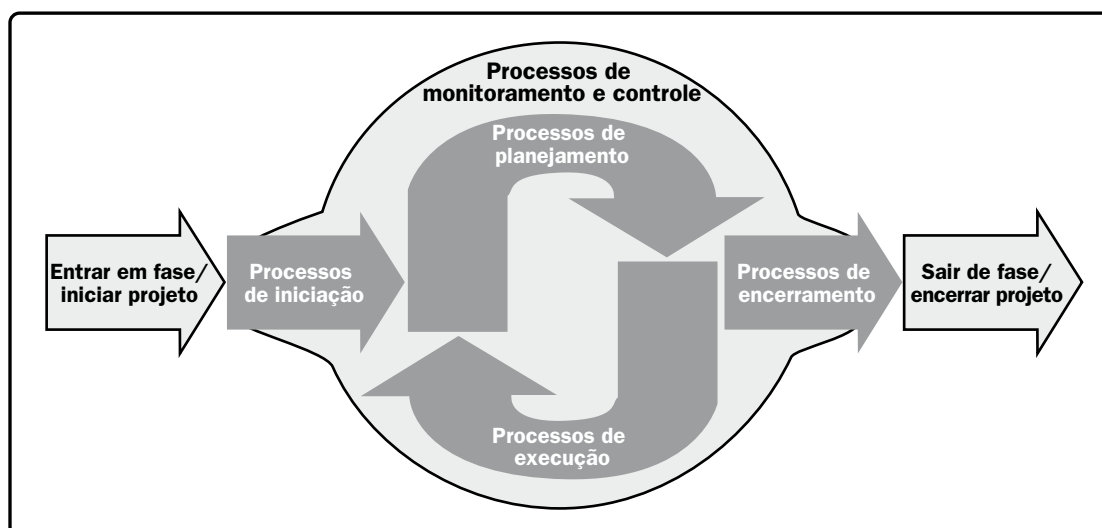 Processos de
monitoramento e controle
Processos de
planejamento
Entrar em fase/
iniciar projeto
Processos
de iniciação
Processos de
encerramento
Sair de fase/
encerrar projeto
Processos de
execução